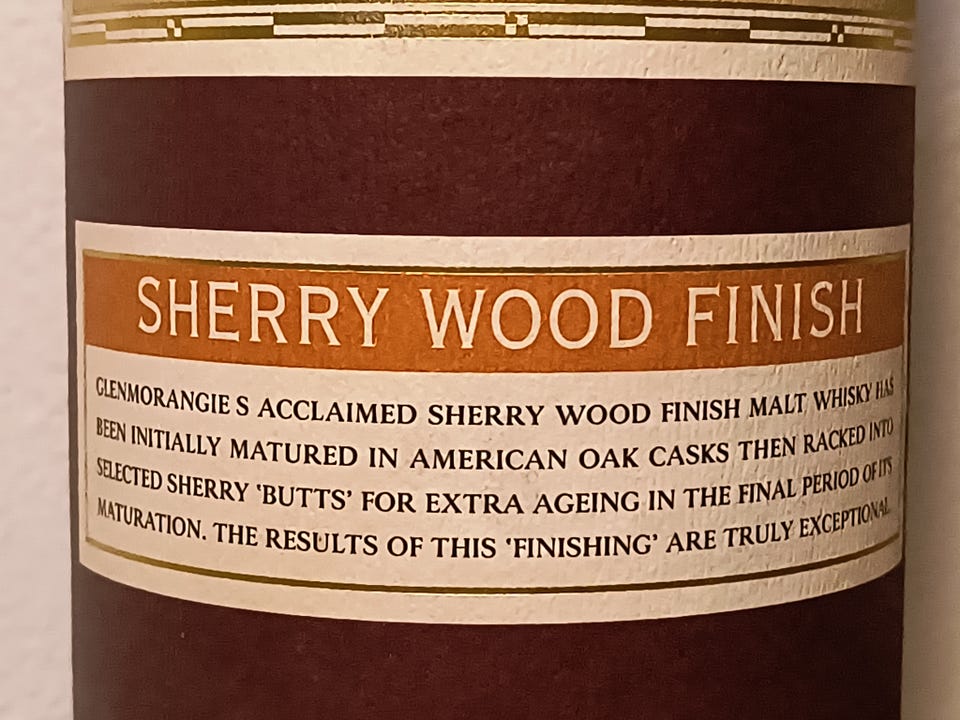 SHERRY WOOD FINISH
GLENMORANGIE S ACCLAIMED SHERRY WOOD FINISH MALT WHISKY HAS
BEEN INITIALLY MATURED IN AMERICAN OAK CASKS THEN RACKED INTO
SELECTED SHERRY ‘BUTTS’ FOR EXTRA AGEING IN THE FINAL PERIOD OF ITS
MATURATION. THE RESULTS OF THIS ‘FINISHING’ ARE TRULY EXCEPTIONAL.